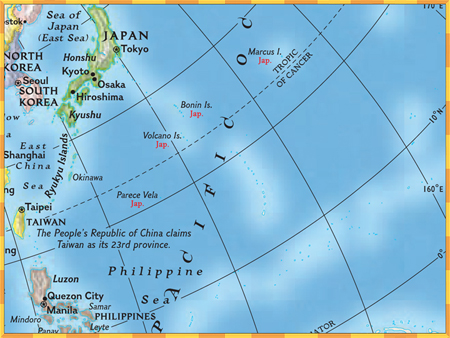 170°E
Sea of
Japan
(East Sea)
JAPAN
Tokyo
Marcus I.
Jap.
TROPIC
OF CANCER
NORTH
KOREA
Honshu
Kyoto
Osaka
Seoul
SOUTH
KOREA
Hiroshima
Kyushu
Bonin Is.
Jap.
10°N
Volcano Is.
Jap.
East
China
Sea
Shanghai
Ryukyu Islands
Okinawa
160°E
Parece Vela
Jap.
PACIFIC
O
Taipei
TAIWAN
The People's Republic of China claims
Taiwan as its 23rd province.
0°
Philippine
Sea
Luzon
Quezon City
Manila
Mindoro
Samar
PHILIPPINES
Leyte
Panay